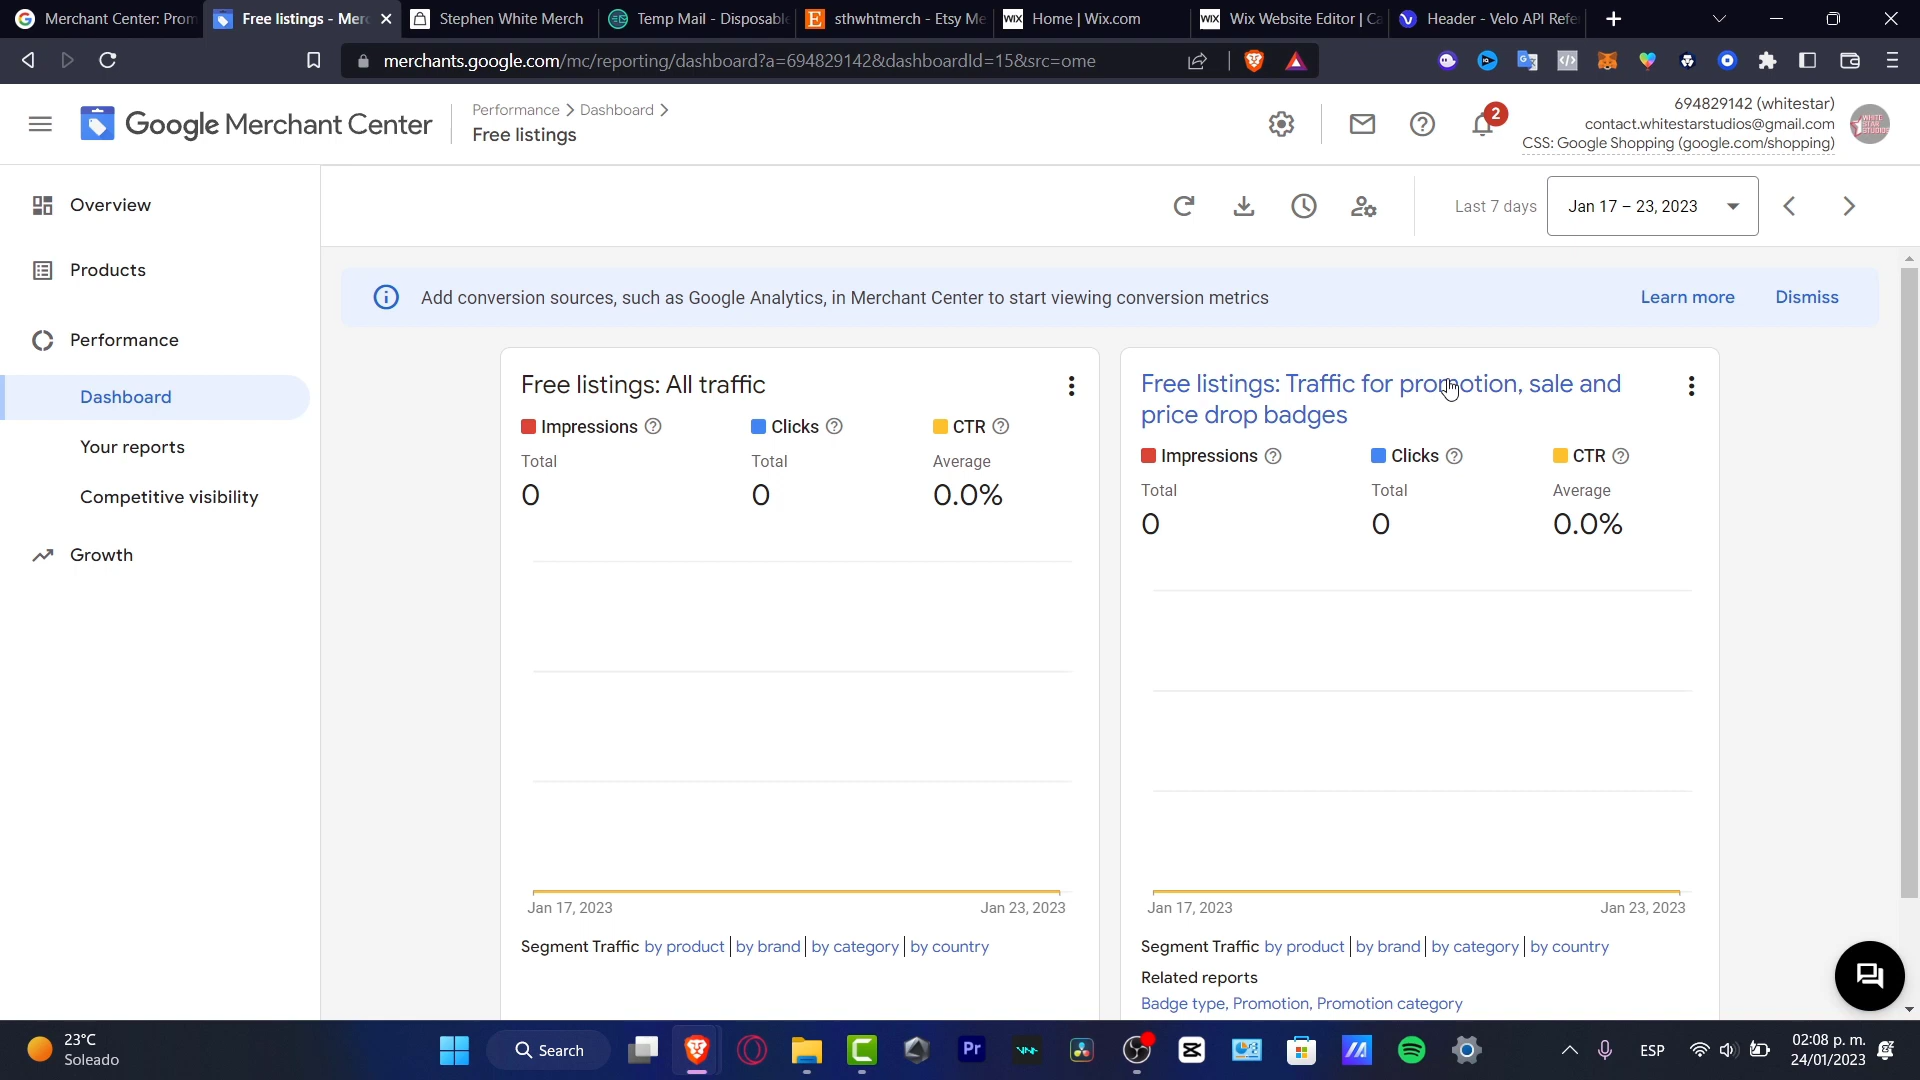 Merchant Center: Prom
Free listings - Merc
Stephen White Merch
Temp Mail - Disposable
sthwhtmerch - Etsy Me
Home | Wix.com
Wix Website Editor | Ca
Header - Velo API Refe
merchants.google.com/mc/reporting/dashboard?a=694829142&dashboardId=15&src=ome
Google Merchant Center
Performance > Dashboard >
Free listings
2
694829142 (whitestar)
contact.whitestarstudios@gmail.com
CSS: Google Shopping (google.com/shopping)
Overview
Products
Performance
Dashboard
Your reports
Competitive visibility
Growth
Last 7 days
Jan 17 – 23, 2023
Add conversion sources, such as Google Analytics, in Merchant Center to start viewing conversion metrics
Learn more
Dismiss
Free listings: All traffic
Impressions
Clicks
CTR
Total
Total
Average
0
0
0.0%
Jan 17, 2023
Jan 23, 2023
Segment Traffic by product | by brand | by category | by country
Free listings: Traffic for promotion, sale and
price drop badges
Impressions
Clicks
CTR
Total
Total
Average
0
0
0.0%
Jan 17, 2023
Jan 23, 2023
Segment Traffic by product | by brand | by category | by country
Related reports
Badge type, Promotion, Promotion category
23°C
Soleado
Search
Pr
ESP
02:08 p. m.
24/01/2023